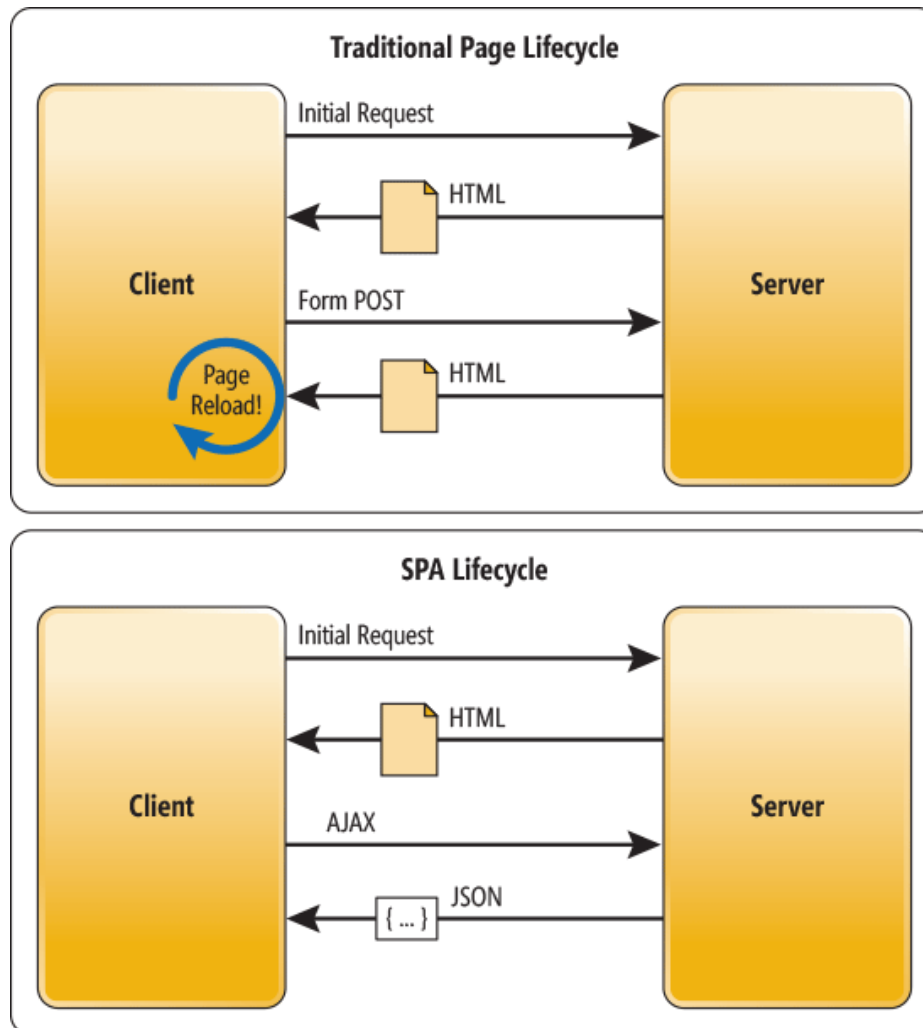 Traditional Page Lifecycle
Initial Request
HTML
Client
Server
Form POST
Page
Reload!
HTML
SPA Lifecycle
Initial Request
HTML
Client
Server
AJAX
JSON
{ ... }